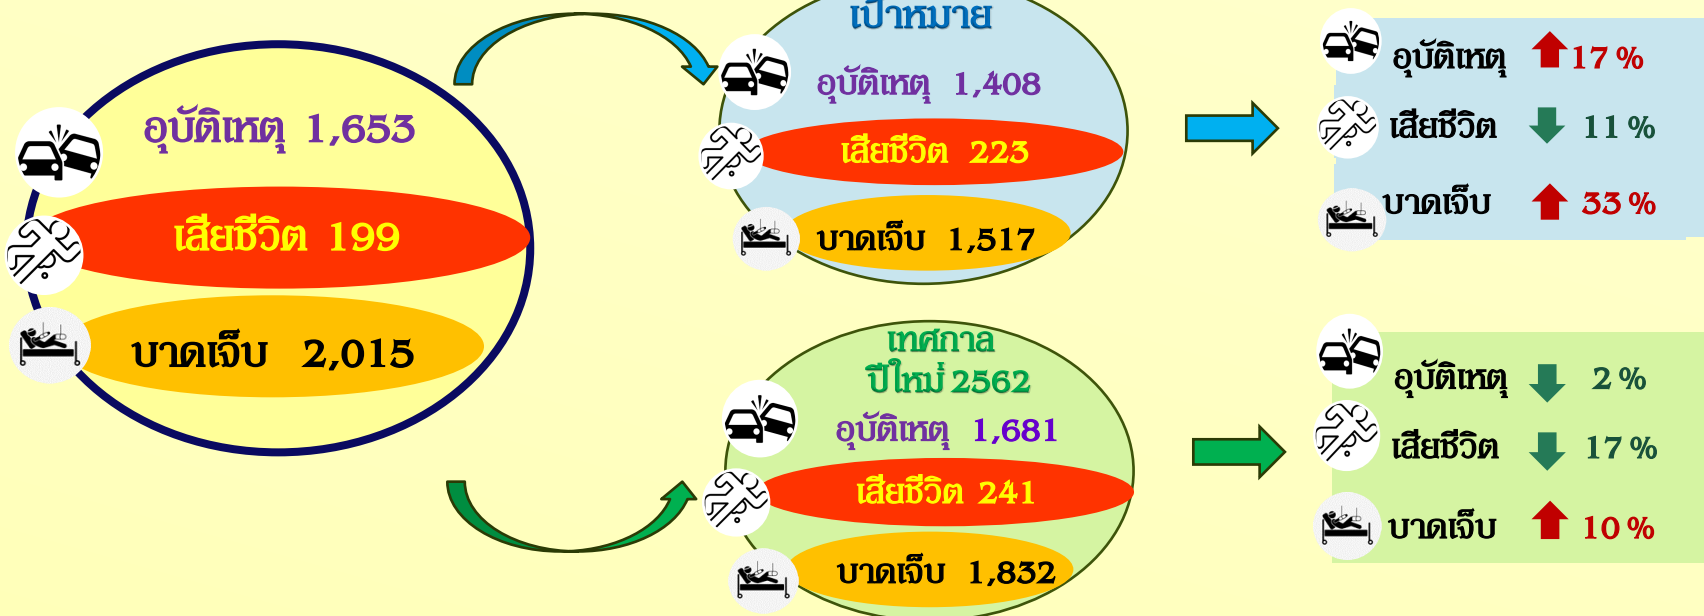 อุบัติเหตุ 1,653
เสียชีวิต 199
บาดเจ็บ 2,015
เป้าหมาย
อุบัติเหตุ 1,408
เสียชีวิต 223
บาดเจ็บ 1,517
อุบัติเหตุ 17 %
เสียชีวิต 11 %
บาดเจ็บ 33 %
เทศกาล
ปีใหม่ 2562
อุบัติเหตุ 1,681
เสียชีวิต 241
บาดเจ็บ 1,832
อุบัติเหตุ 2 %
เสียชีวิต 17 %
บาดเจ็บ 10 %